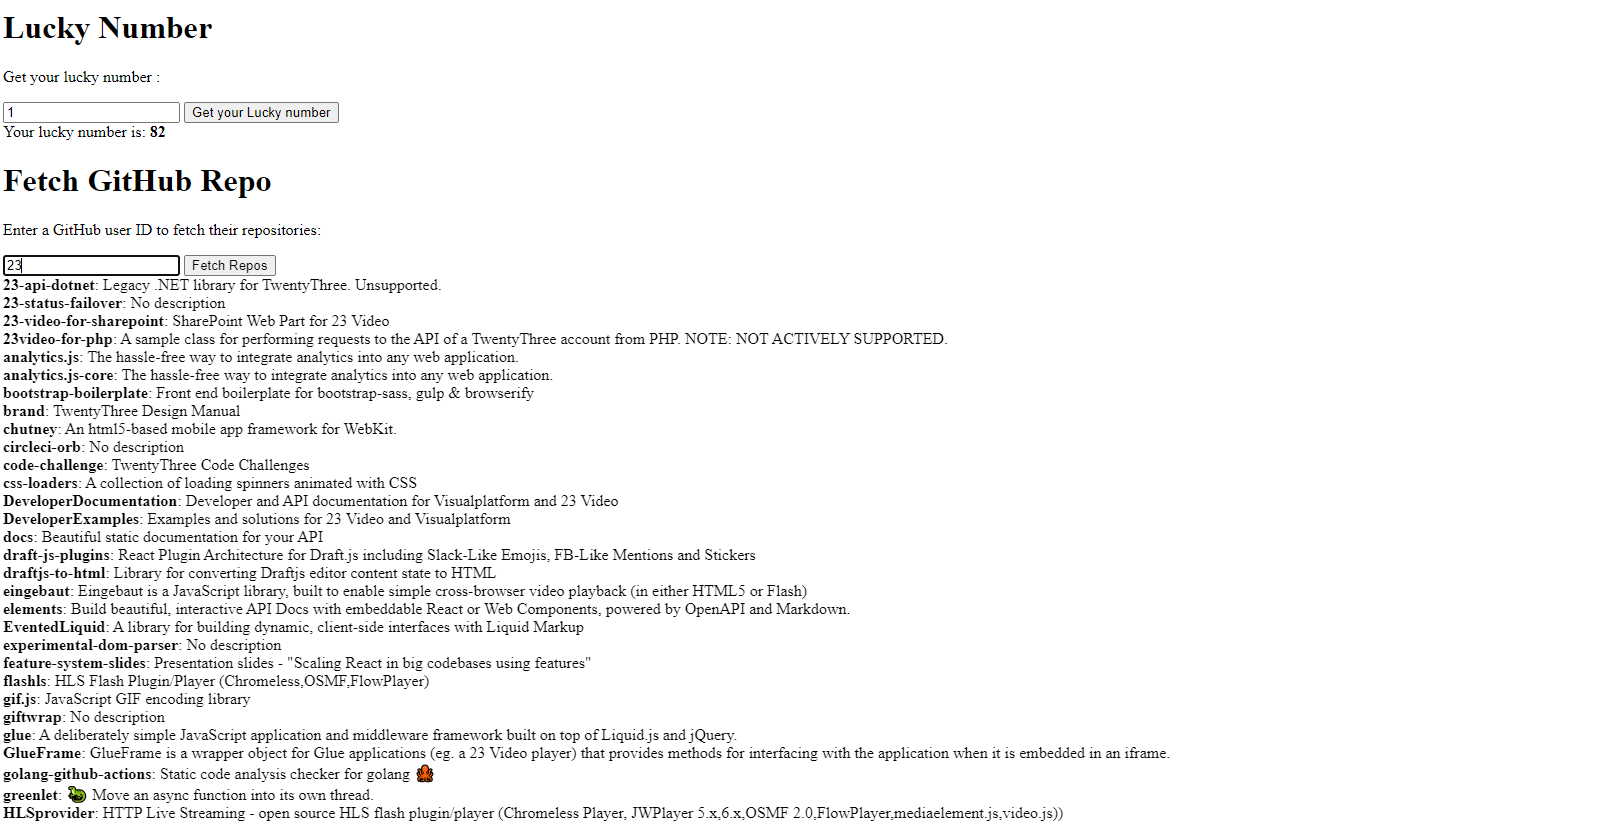 Lucky Number
Get your lucky number :
1 Get your Lucky number
Your lucky number is: 82
Fetch GitHub Repo
Enter a GitHub user ID to fetch their repositories:
23 Fetch Repos
23-api-dotnet: Legacy .NET library for TwentyThree. Unsupported.
23-status-failover: No description
23-video-for-sharepoint: SharePoint Web Part for 23 Video
23video-for-php: A sample class for performing requests to the API of a TwentyThree account from PHP. NOTE: NOT ACTIVELY SUPPORTED.
analytics.js: The hassle-free way to integrate analytics into any web application.
analytics.js-core: The hassle-free way to integrate analytics into any web application.
bootstrap-boilerplate: Front end boilerplate for bootstrap-sass, gulp & browserify
brand: TwentyThree Design Manual
chutney: An html5-based mobile app framework for WebKit.
circleci-orb: No description
code-challenge: TwentyThree Code Challenges
css-loaders: A collection of loading spinners animated with CSS
DeveloperDocumentation: Developer and API documentation for Visualplatform and 23 Video
DeveloperExamples: Examples and solutions for 23 Video and Visualplatform
docs: Beautiful static documentation for your API
draft-js-plugins: React Plugin Architecture for Draft.js including Slack-Like Emojis, FB-Like Mentions and Stickers
draftjs-to-html: Library for converting Draftjs editor content state to HTML
eingebaut: Eingebaut is a JavaScript library, built to enable simple cross-browser video playback (in either HTML5 or Flash)
elements: Build beautiful, interactive API Docs with embeddable React or Web Components, powered by OpenAPI and Markdown.
EventedLiquid: A library for building dynamic, client-side interfaces with Liquid Markup
experimental-dom-parser: No description
feature-system-slides: Presentation slides - "Scaling React in big codebases using features"
flashls: HLS Flash Plugin/Player (Chromeless,OSMF,FlowPlayer)
gif.js: JavaScript GIF encoding library
giftwrap: No description
glue: A deliberately simple JavaScript application and middleware framework built on top of Liquid.js and jQuery.
GlueFrame: GlueFrame is a wrapper object for Glue applications (eg. a 23 Video player) that provides methods for interfacing with the application when it is embedded in an iframe.
golang-github-actions: Static code analysis checker for golang 🐙
greenlet: 🦎 Move an async function into its own thread.
HLSprovider: HTTP Live Streaming - open source HLS flash plugin/player (Chromeless Player, JWPlayer 5.x,6.x,OSMF 2.0,FlowPlayer,mediaelement.js,video.js))